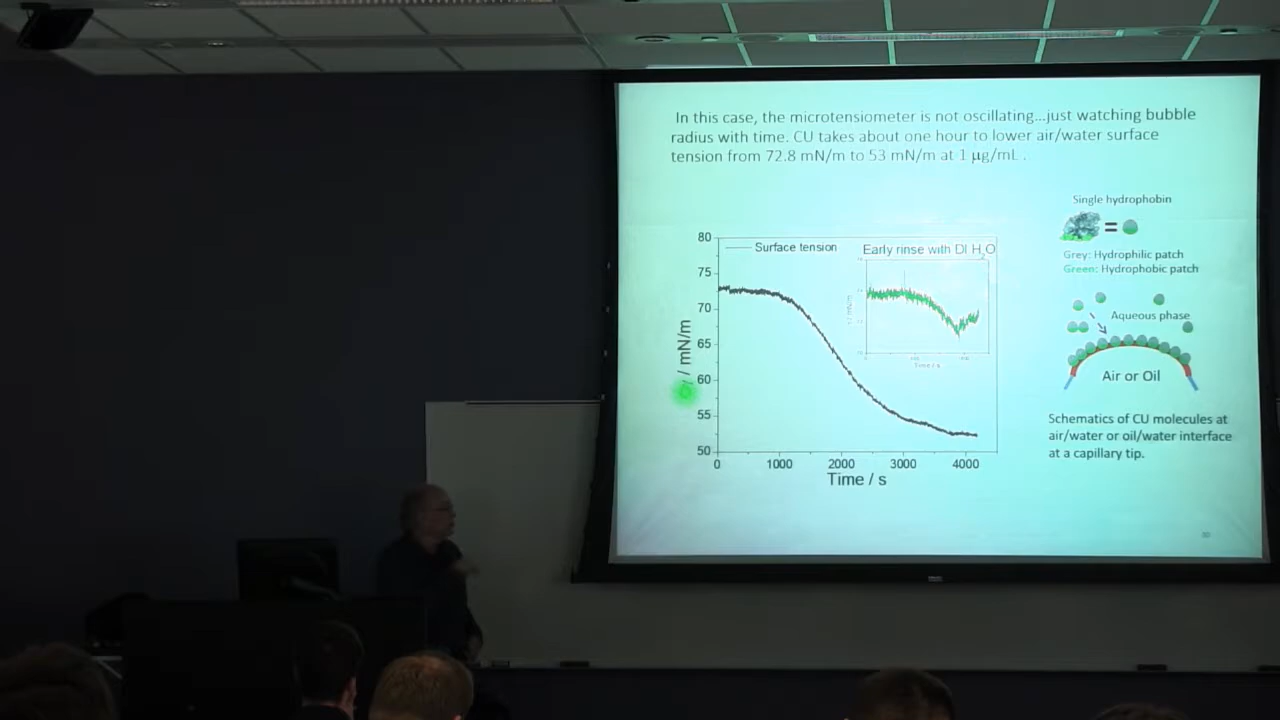 In this case, the microtensiometer is not oscillating...just watching bubble
radius with time. CU takes about one hour to lower air/water surface
tension from 72.8 mN/m to 53 mN/m at 1 µg/mL .
Single hydrophobin
=
Grey: Hydrophilic patch
Green: Hydrophobic patch
Aqueous phase
Air or Oil
Schematics of CU molecules at
air/water or oil/water interface
at a capillary tip.
Surface tension
Early rinse with DI H2O
80
75
70
65
60
55
50
γ / mN/m
0 1000 2000 3000 4000
Time / s
Time / s